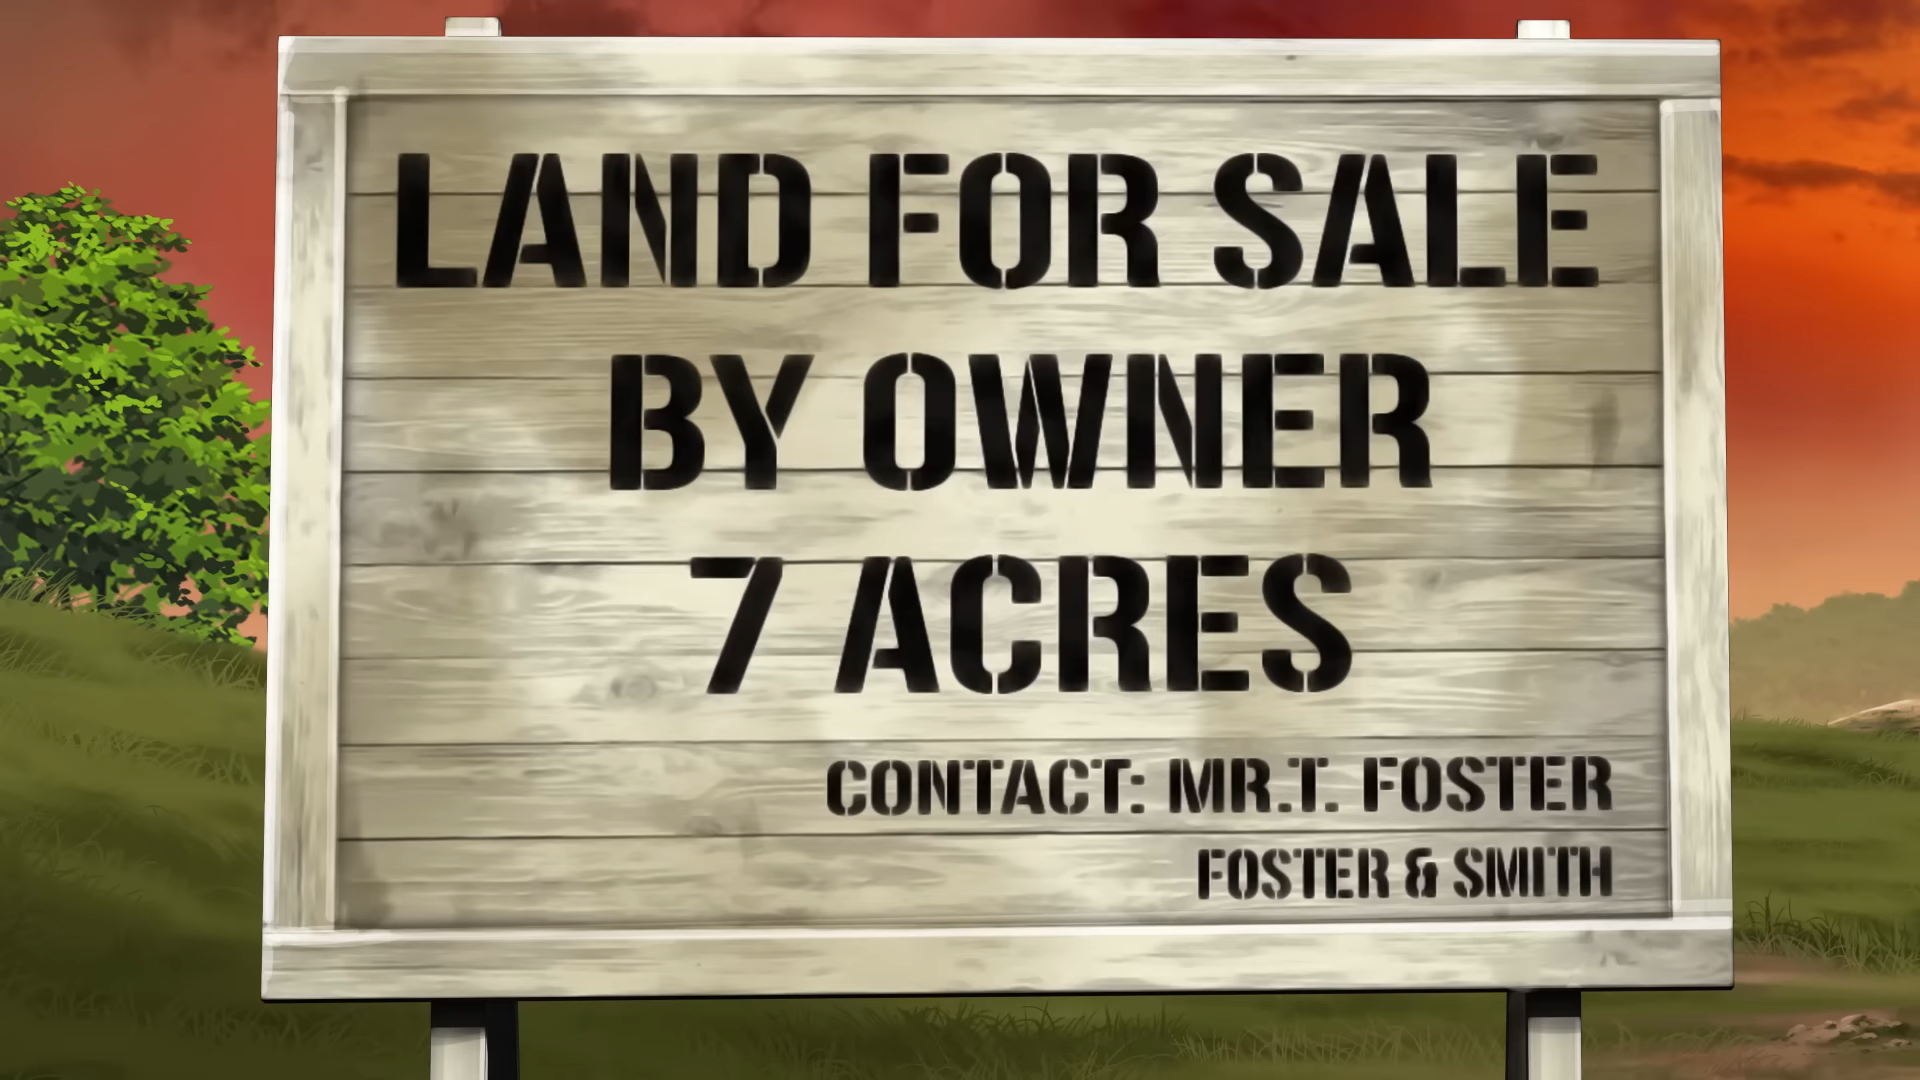 LAND FOR SALE
BY OWNER
7 ACRES
CONTACT: MR.T. FOSTER
FOSTER & SMITH